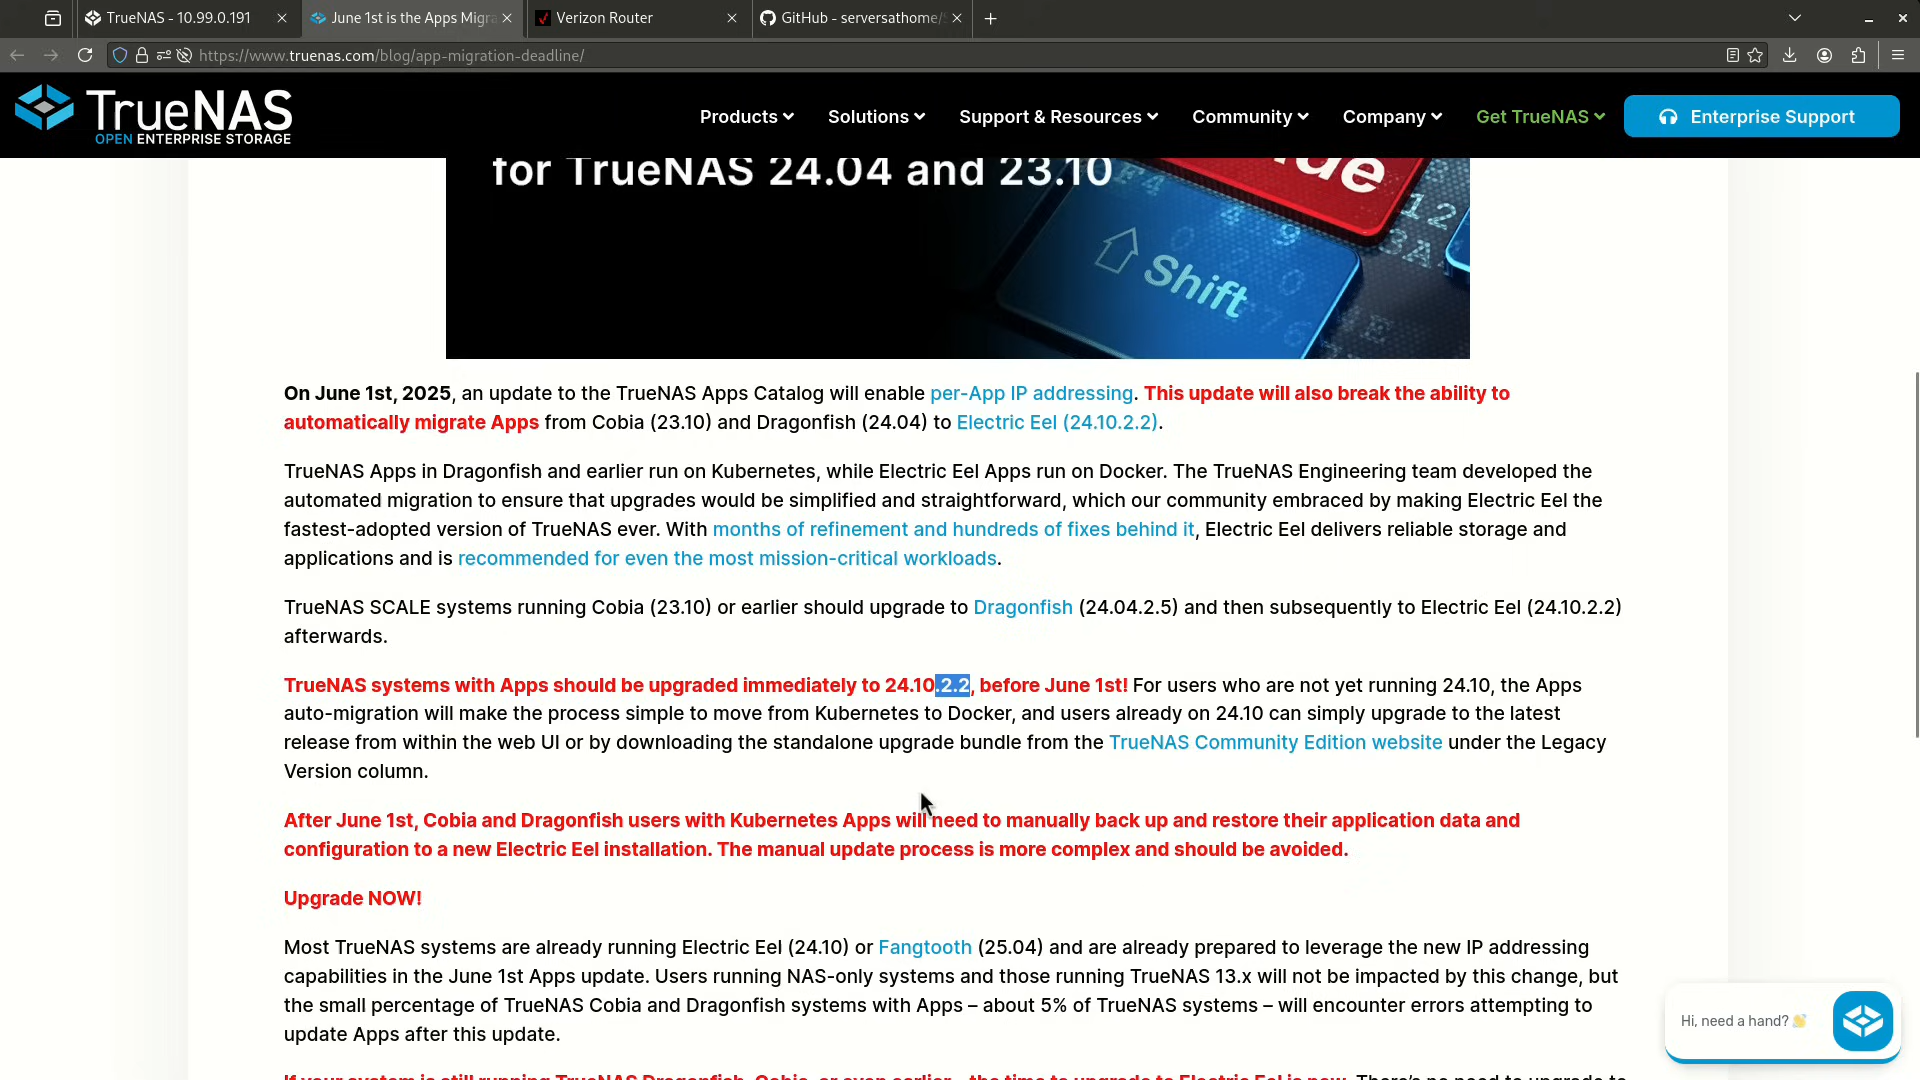 TrueNAS - 10.99.0.191
June 1st is the Apps Migra
Verizon Router
GitHub - serversathome/
https://www.truenas.com/blog/app-migration-deadline/
TrueNAS
OPEN ENTERPRISE STORAGE
Products
Solutions
Support & Resources
Community
Company
Get TrueNAS
Enterprise Support
for TrueNAS 24.04 and 23.10
Shift
On June 1st, 2025, an update to the TrueNAS Apps Catalog will enable per-App IP addressing. This update will also break the ability to
automatically migrate Apps from Cobia (23.10) and Dragonfish (24.04) to Electric Eel (24.10.2.2).
TrueNAS Apps in Dragonfish and earlier run on Kubernetes, while Electric Eel Apps run on Docker. The TrueNAS Engineering team developed the
automated migration to ensure that upgrades would be simplified and straightforward, which our community embraced by making Electric Eel the
fastest-adopted version of TrueNAS ever. With months of refinement and hundreds of fixes behind it, Electric Eel delivers reliable storage and
applications and is recommended for even the most mission-critical workloads.
TrueNAS SCALE systems running Cobia (23.10) or earlier should upgrade to Dragonfish (24.04.2.5) and then subsequently to Electric Eel (24.10.2.2)
afterwards.
TrueNAS systems with Apps should be upgraded immediately to 24.10.2.2, before June 1st! For users who are not yet running 24.10, the Apps
auto-migration will make the process simple to move from Kubernetes to Docker, and users already on 24.10 can simply upgrade to the latest
release from within the web UI or by downloading the standalone upgrade bundle from the TrueNAS Community Edition website under the Legacy
Version column.
After June 1st, Cobia and Dragonfish users with Kubernetes Apps will need to manually back up and restore their application data and
configuration to a new Electric Eel installation. The manual update process is more complex and should be avoided.
Upgrade NOW!
Most TrueNAS systems are already running Electric Eel (24.10) or Fangtooth (25.04) and are already prepared to leverage the new IP addressing
capabilities in the June 1st Apps update. Users running NAS-only systems and those running TrueNAS 13.x will not be impacted by this change, but
the small percentage of TrueNAS Cobia and Dragonfish systems with Apps – about 5% of TrueNAS systems – will encounter errors attempting to
update Apps after this update.
Hi, need a hand? 👋